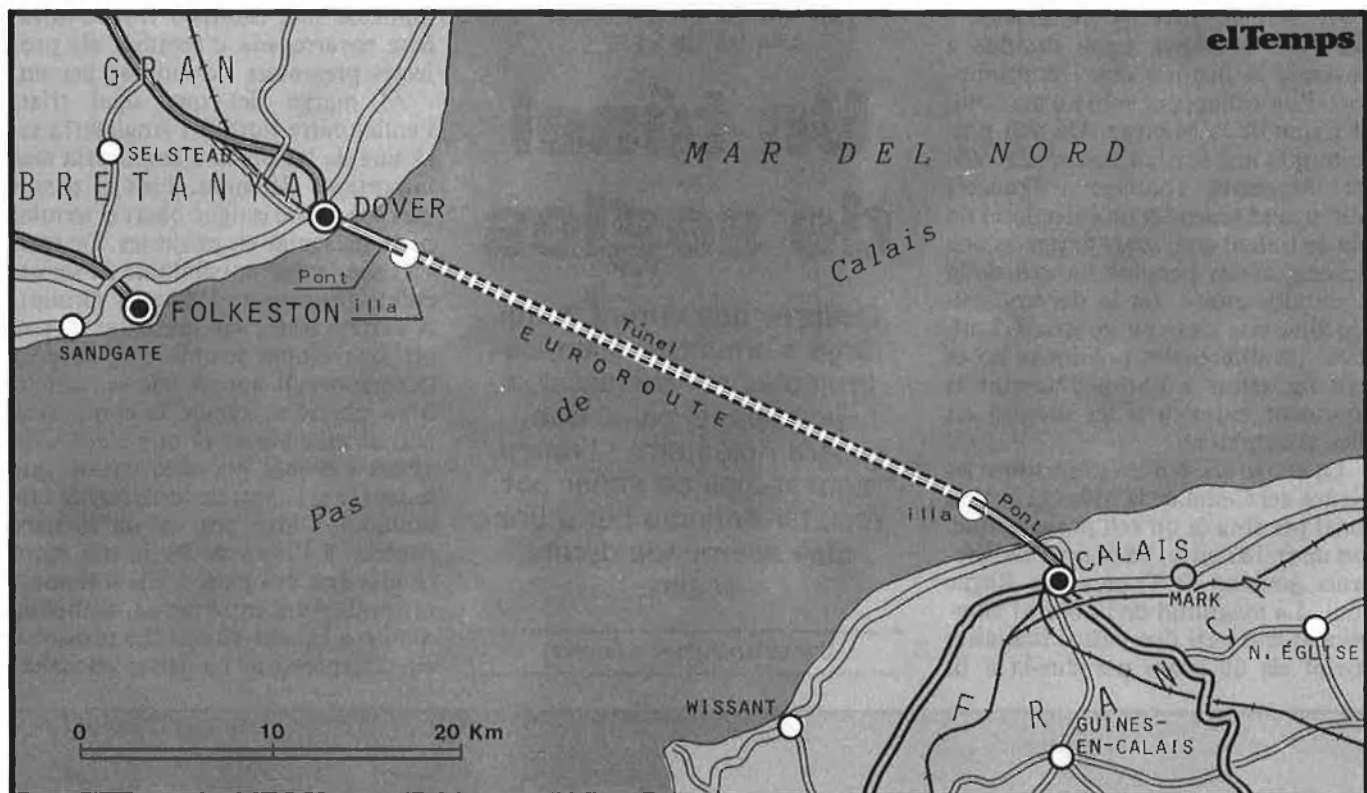 elTemps
GRAN
BRETANYA
SELSTEAD
MAR DEL NORD
DOVER
Pont
illa
FOLKESTON
SANDGATE
Pas de Calais
Túnel
EUROROUTE
illa
Pont
CALAIS
MARK
N. ÉGLISE
FRANÇA
WISSANT
GUINES-
EN-CALAIS
0 10 20 Km